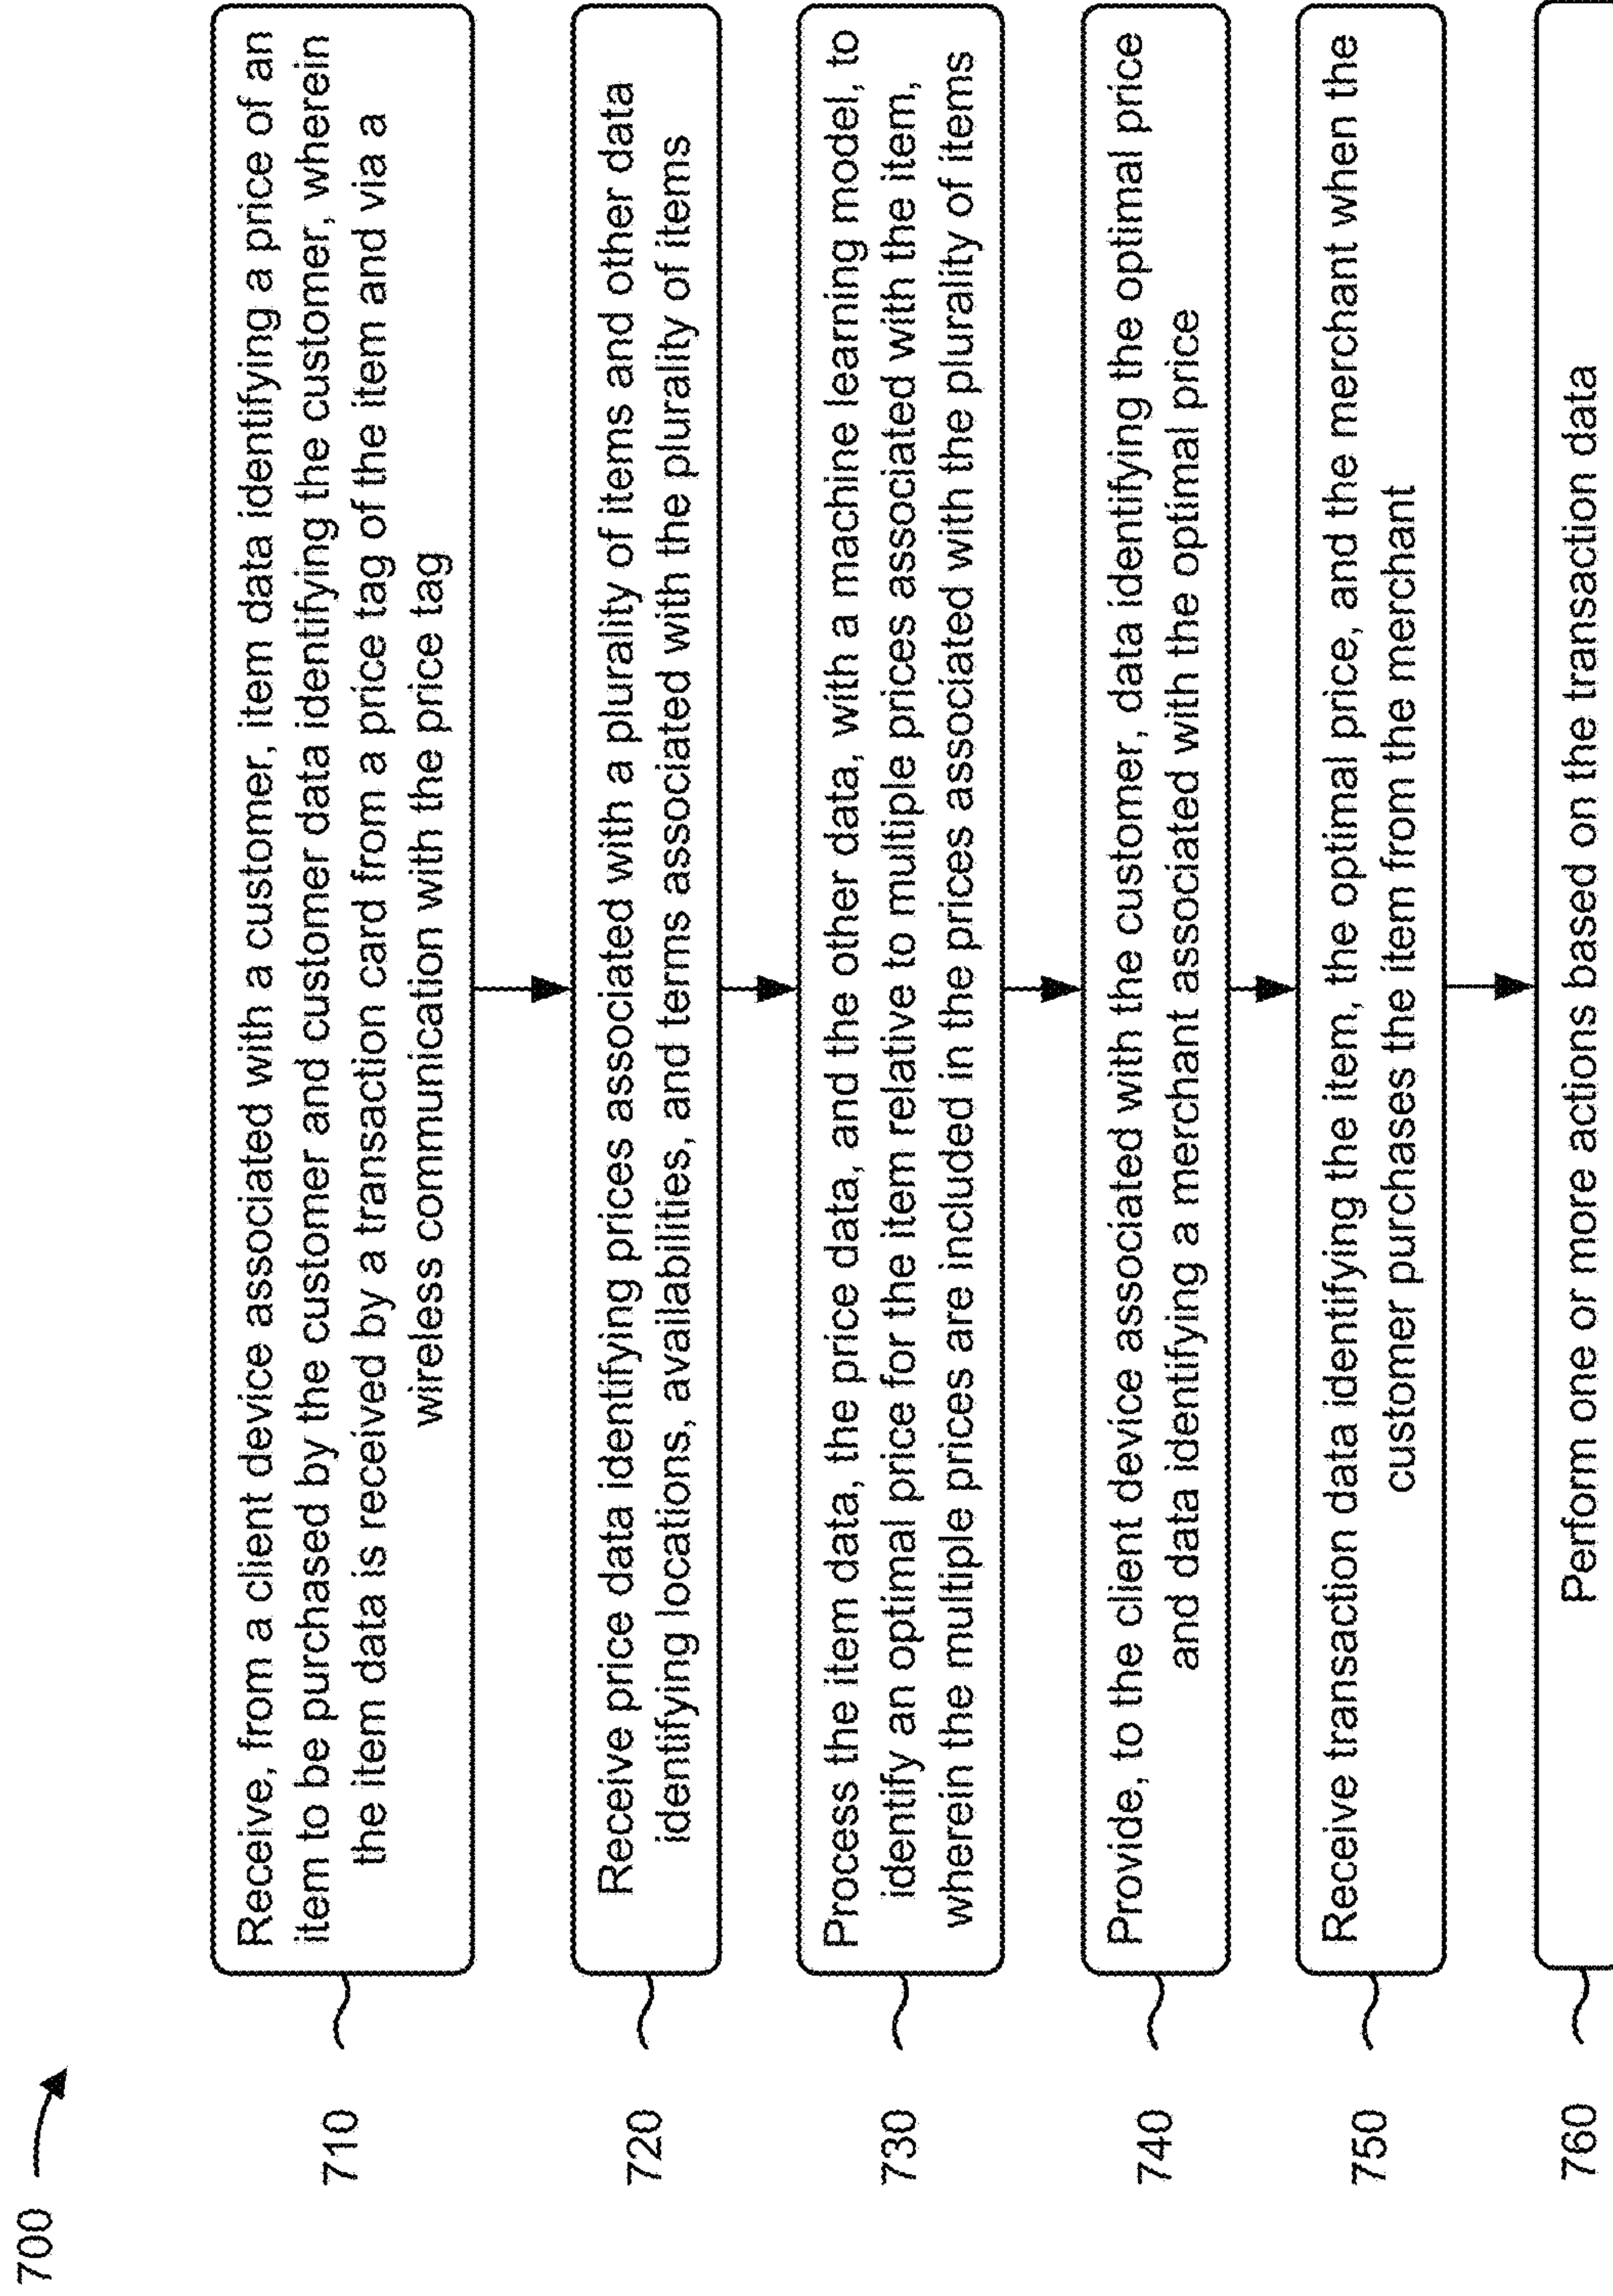 700
710
Receive, from a client device associated with a customer, item data identifying a price of an
item to be purchased by the customer and customer data identifying the customer, wherein
the item data is received by a transaction card from a price tag of the item and via a
wireless communication with the price tag
720
Receive price data identifying prices associated with a plurality of items and other data
identifying locations, availabilities, and terms associated with the plurality of items
730
Process the item data, the price data, and the other data, with a machine learning model, to
identify an optimal price for the item relative to multiple prices associated with the item,
wherein the multiple prices are included in the prices associated with the plurality of items
740
Provide, to the client device associated with the customer, data identifying the optimal price
and data identifying a merchant associated with the optimal price
750
Receive transaction data identifying the item, the optimal price, and the merchant when the
customer purchases the item from the merchant
760
Perform one or more actions based on the transaction data